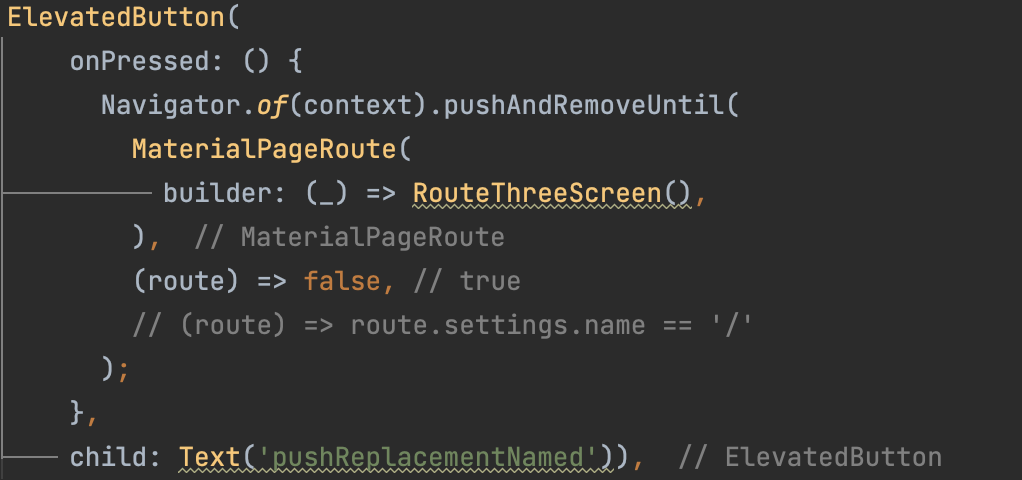 ElevatedButton(
onPressed: () {
Navigator.of(context).pushAndRemoveUntil(
MaterialPageRoute(
builder: (_) => RouteThreeScreen(),
), // MaterialPageRoute
(route) => false, // true
// (route) => route.settings.name == '/'
);
},
child: Text('pushReplacementNamed')), // ElevatedButton